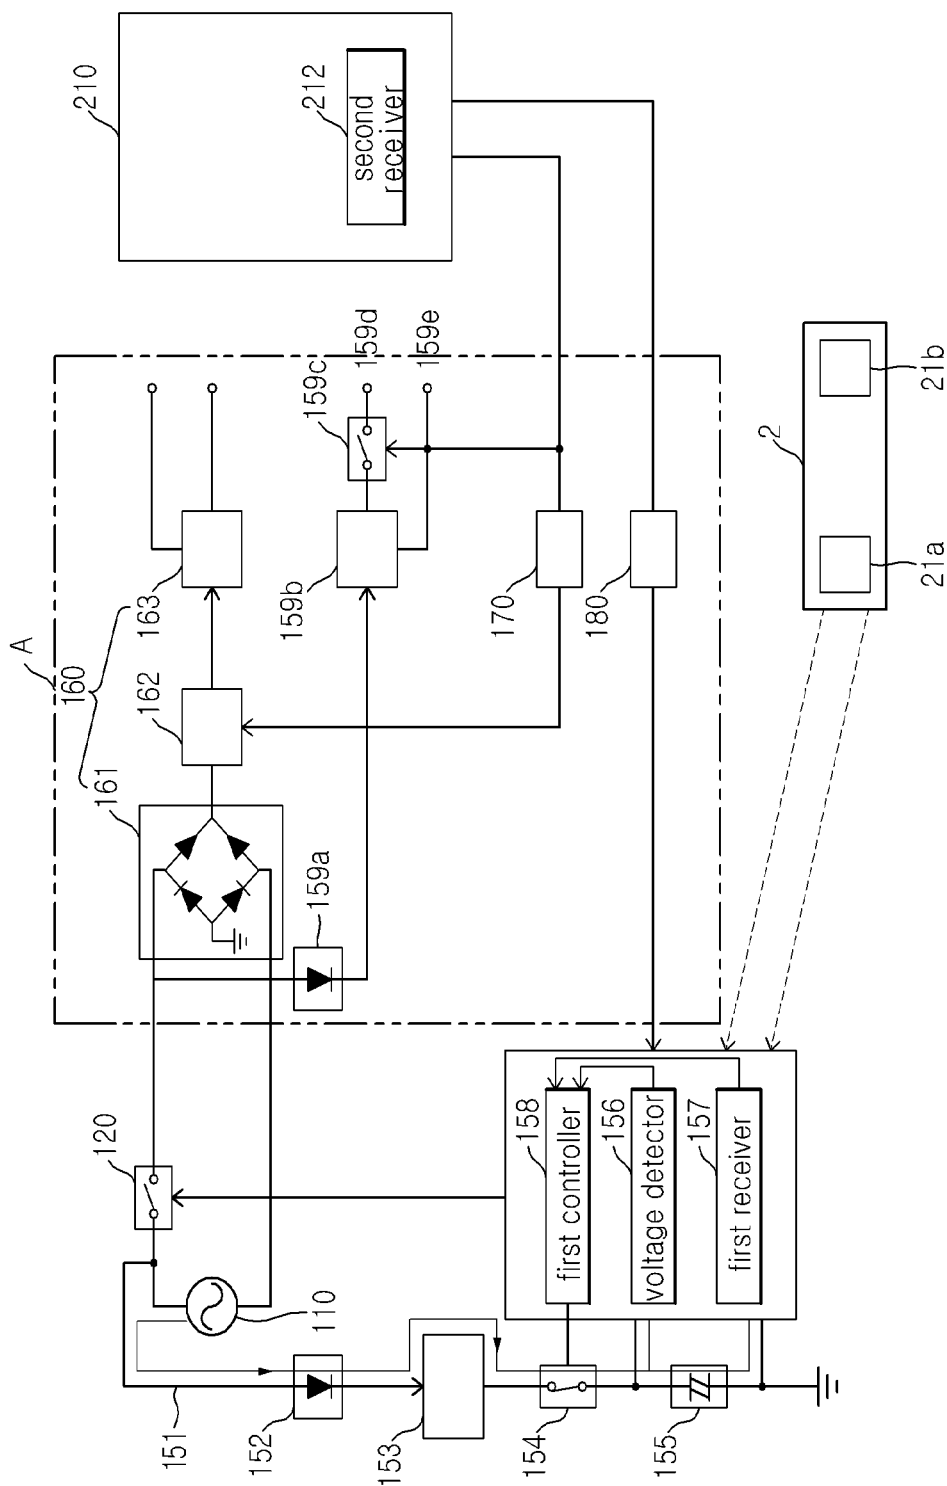 210
212
second
receiver
A
160
161
162
163
159a
159b
159c
159d
159e
170
180
120
110
151
152
153
154
155
158
first controller
156
voltage detector
157
first receiver
2
21a
21b